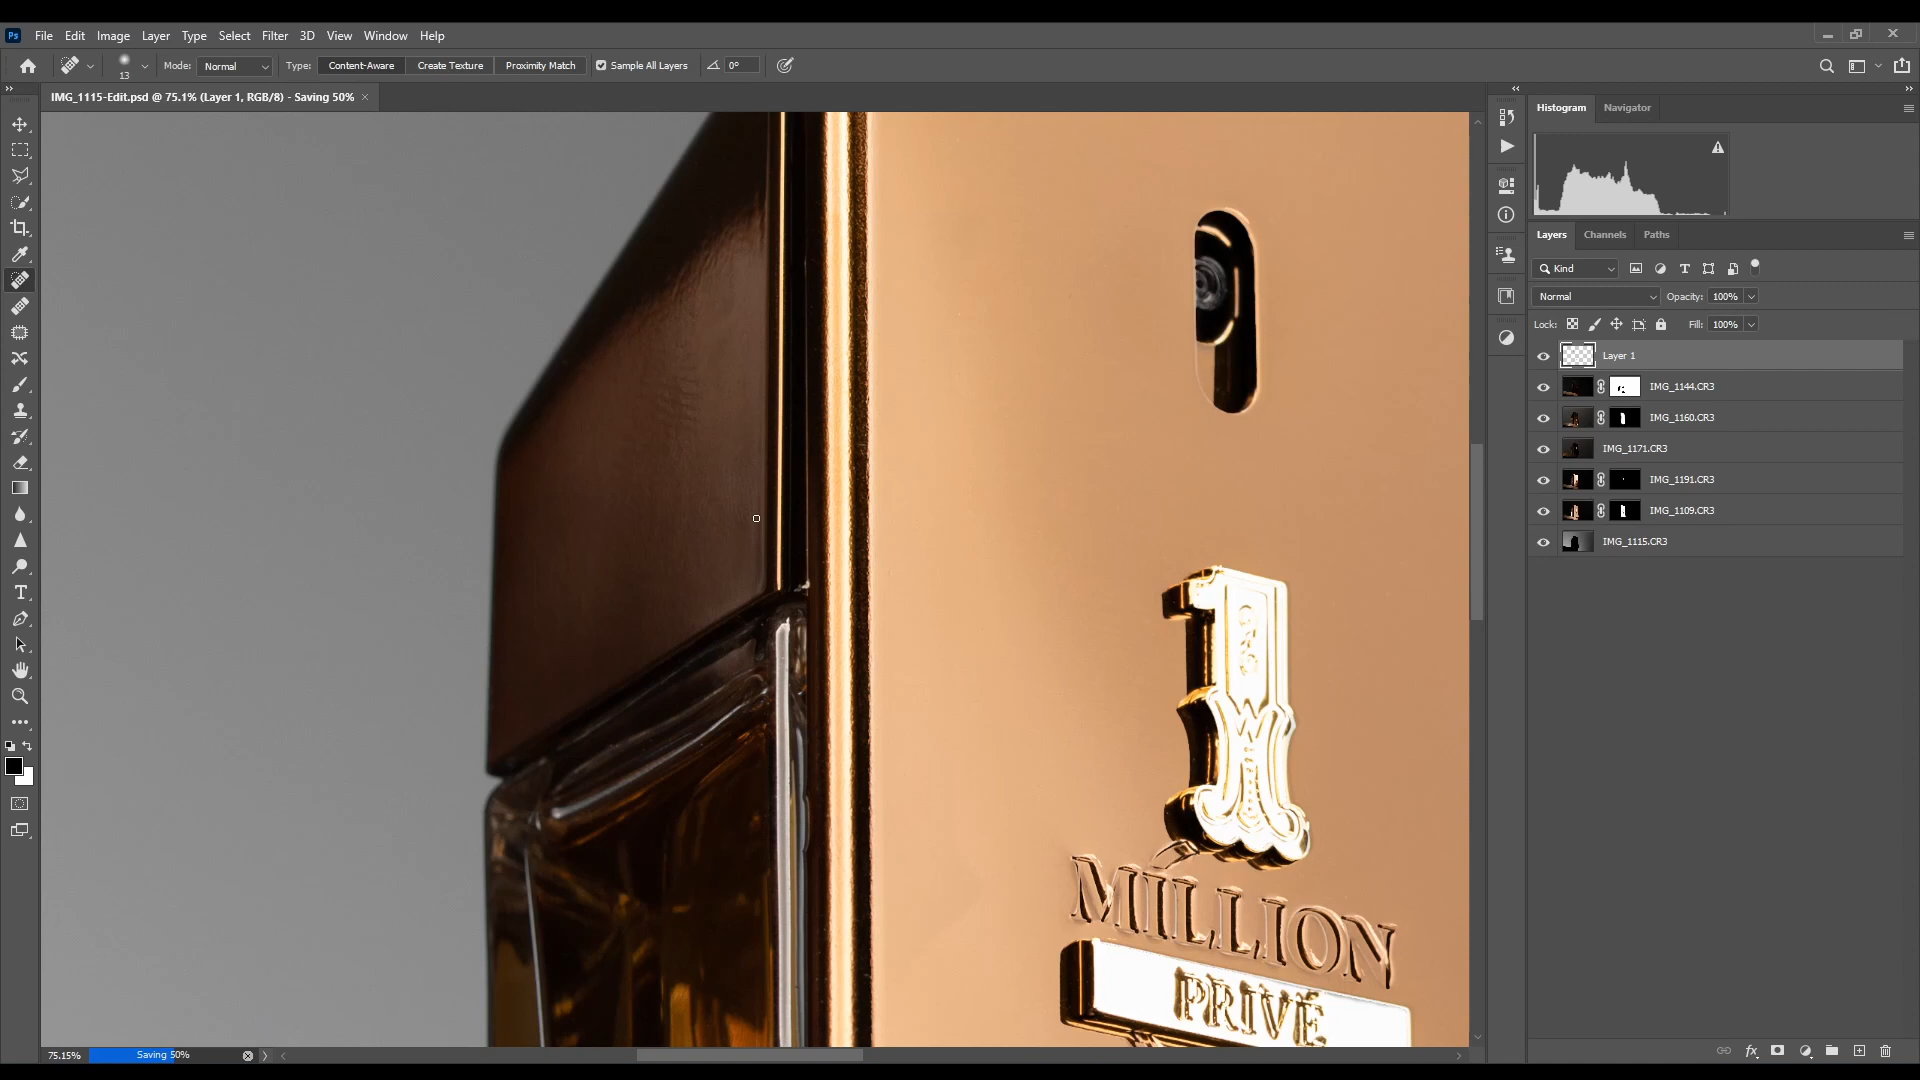 Ps File Edit Image Layer Type Select Filter 3D View Window Help
13 Mode: Normal Type: Content-Aware Create Texture Proximity Match Sample All Layers 0°
IMG_1115-Edit.psd @ 75.1% (Layer 1, RGB/8) - Saving 50%
Histogram Navigator
Layers Channels Paths
Kind
Normal Opacity: 100%
Lock: Fill: 100%
Layer 1
IMG_1144.CR3
IMG_1160.CR3
IMG_1171.CR3
IMG_1191.CR3
IMG_1109.CR3
IMG_1115.CR3
1
MILLION
PRIVÉ
75.15% Saving 50%